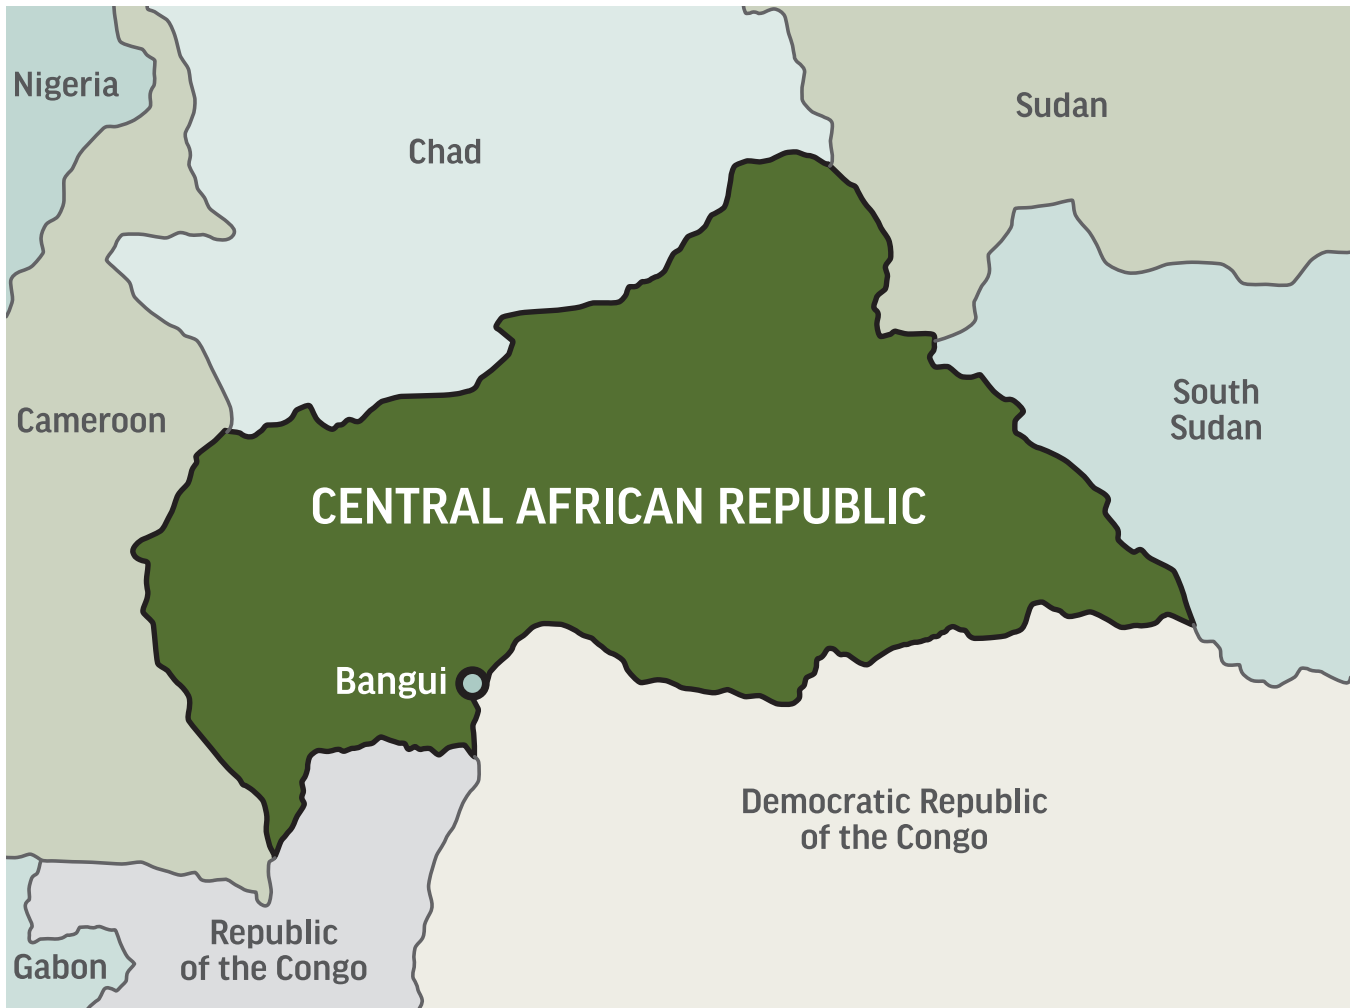 Nigeria
Sudan
Chad
South
Sudan
Cameroon
CENTRAL AFRICAN REPUBLIC
Bangui
Democratic Republic
of the Congo
Republic
of the Congo
Gabon